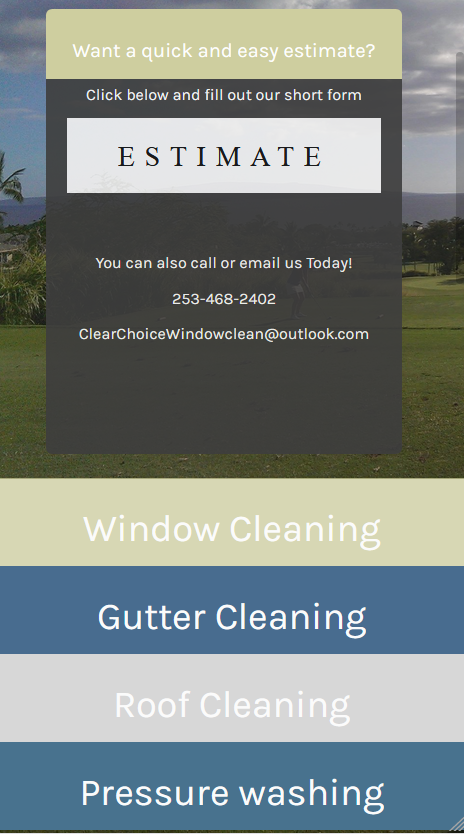 Want a quick and easy estimate?
Click below and fill out our short form
ESTIMATE
You can also call or email us Today!
253-468-2402
ClearChoiceWindowclean@outlook.com
Window Cleaning
Gutter Cleaning
Roof Cleaning
Pressure washing